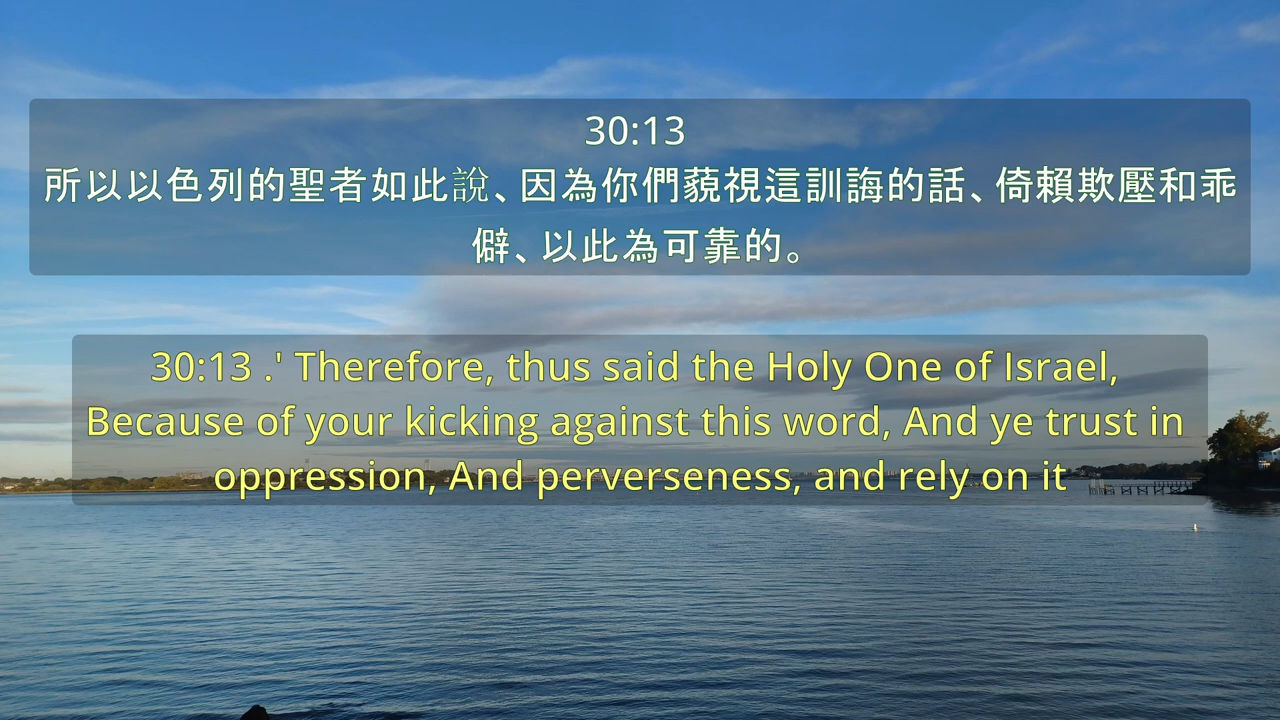 30:13
所以以色列的聖者如此說、因為你們藐視這訓誨的話、倚賴欺壓和乖
僻、以此為可靠的。
30:13 .' Therefore, thus said the Holy One of Israel,
Because of your kicking against this word, And ye trust in
oppression, And perverseness, and rely on it